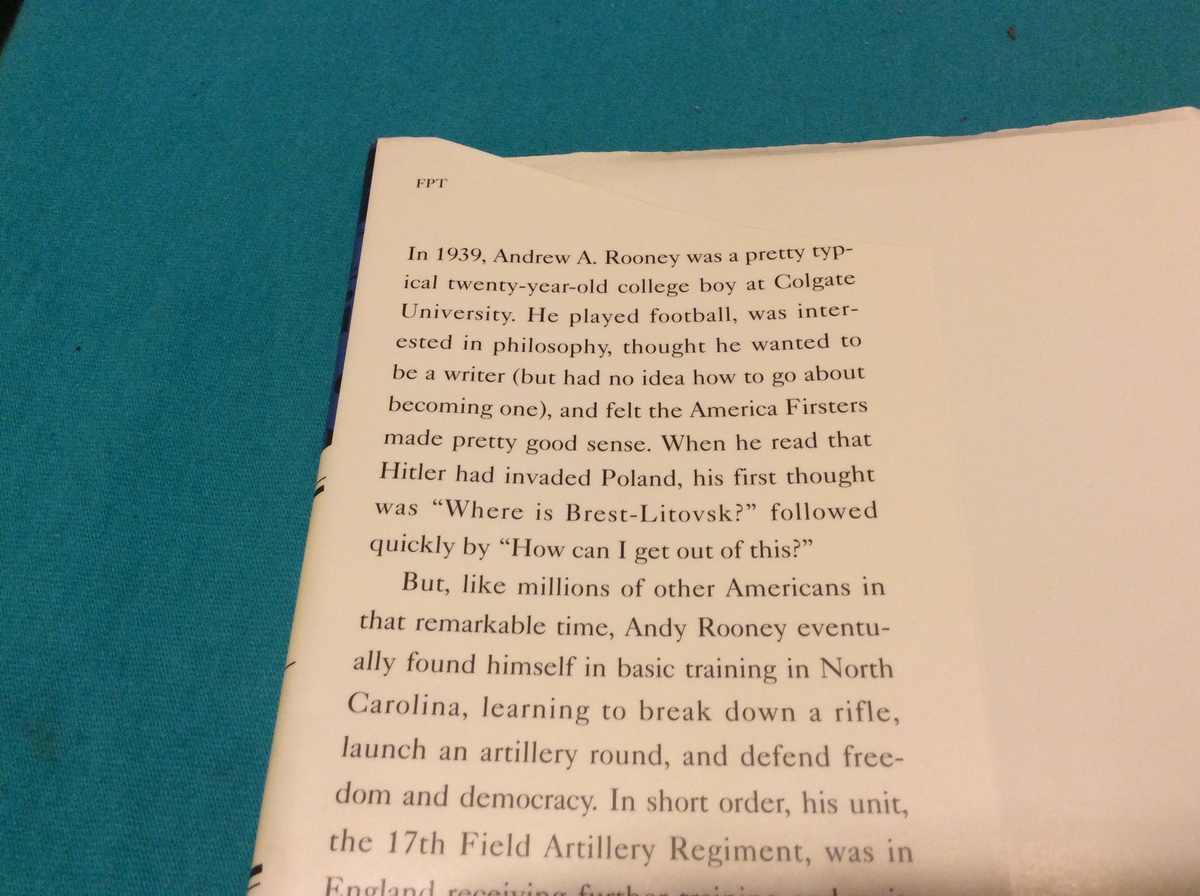 FPT
In 1939, Andrew A. Rooney was a pretty typ-
ical twenty-year-old college boy at Colgate
University. He played football, was inter-
ested in philosophy, thought he wanted to
be a writer (but had no idea how to go about
becoming one), and felt the America Firsters
made pretty good sense. When he read that
Hitler had invaded Poland, his first thought
was “Where is Brest-Litovsk?” followed
quickly by “How can I get out of this?”
But, like millions of other Americans in
that remarkable time, Andy Rooney eventu-
ally found himself in basic training in North
Carolina, learning to break down a rifle,
launch an artillery round, and defend free-
dom and democracy. In short order, his unit,
the 17th Field Artillery Regiment, was in
England receiving further training